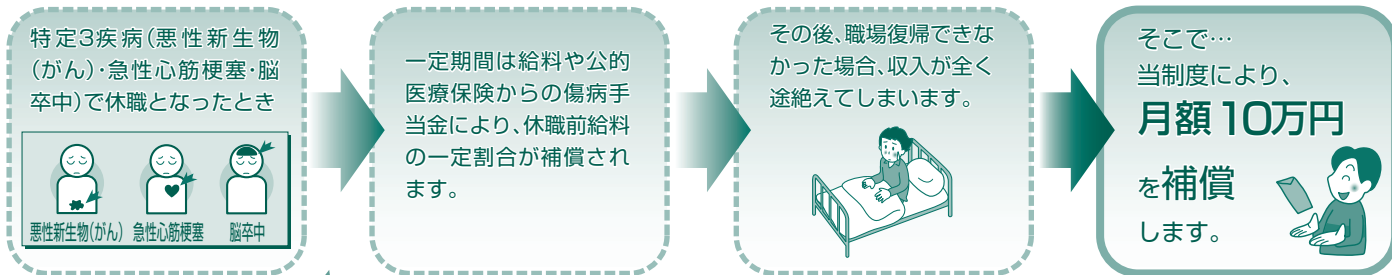 特定3疾病(悪性新生物
(がん)・急性心筋梗塞・脳
卒中)で休職となったとき
悪性新生物(がん)
急性心筋梗塞
脳卒中
一定期間は給料や公的
医療保険からの傷病手
当金により、休職前給料
の一定割合が補償され
ます。
その後、職場復帰できな
かった場合、収入が全く
途絶えてしまいます。
そこで…
当制度により、
月額10万円
を補償
します。